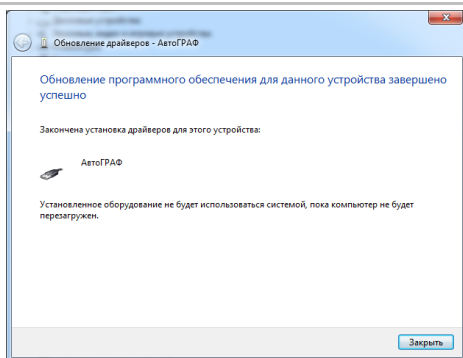 Обновление драйверов - АвтоГРАФ
Обновление программного обеспечения для данного устройства завершено
успешно
Закончена установка драйверов для этого устройства:
АвтоГРАФ
Установленное оборудование не будет использоваться системой, пока компьютер не будет
перезагружен.
Закрыть